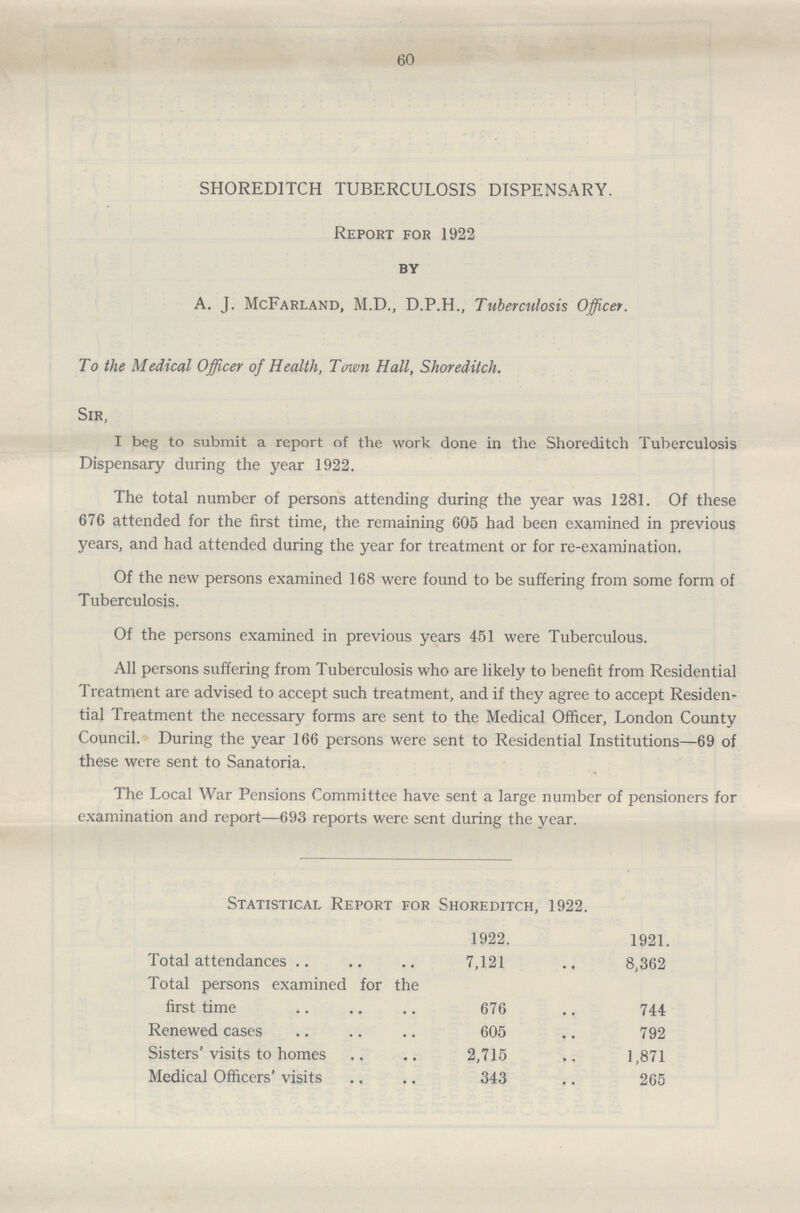 60
SHOREDITCH TUBERCULOSIS DISPENSARY.
REPORT FOR 1922
BY
A. J. McFARLAND, M.D., D.P.H., Tuberculosis Officer.
To the Medical Officer of Health, Town Hall, Shoreditch.
SIR,
I beg to submit a report of the work done in the Shoreditch Tuberculosis
Dispensary during the year 1922.
The total number of persons attending during the year was 1281. Of these
676 attended for the first time, the remaining 605 had been examined in previous
years, and had attended during the year for treatment or for re-examination.
Of the new persons examined 168 were found to be suffering from some form of
Tuberculosis.
Of the persons examined in previous years 451 were Tuberculous.
All persons suffering from Tuberculosis who are likely to benefit from Residential
Treatment are advised to accept such treatment, and if they agree to accept Residen-
tial Treatment the necessary forms are sent to the Medical Officer, London County
Council. During the year 166 persons were sent to Residential Institutions—69 of
these were sent to Sanatoria.
The Local War Pensions Committee have sent a large number of pensioners for
examination and report—693 reports were sent during the year.
STATISTICAL REPORT FOR SHOREDITCH, 1922.
1922. 1921.
Total attendances .. .. .. 7,121 .. 8,362
Total persons examined for the
first time .. .. .. 676 .. 744
Renewed cases .. .. .. 605 .. 792
Sisters' visits to homes .. .. 2,715 .. 1,871
Medical Officers' visits .. .. 343 .. 265